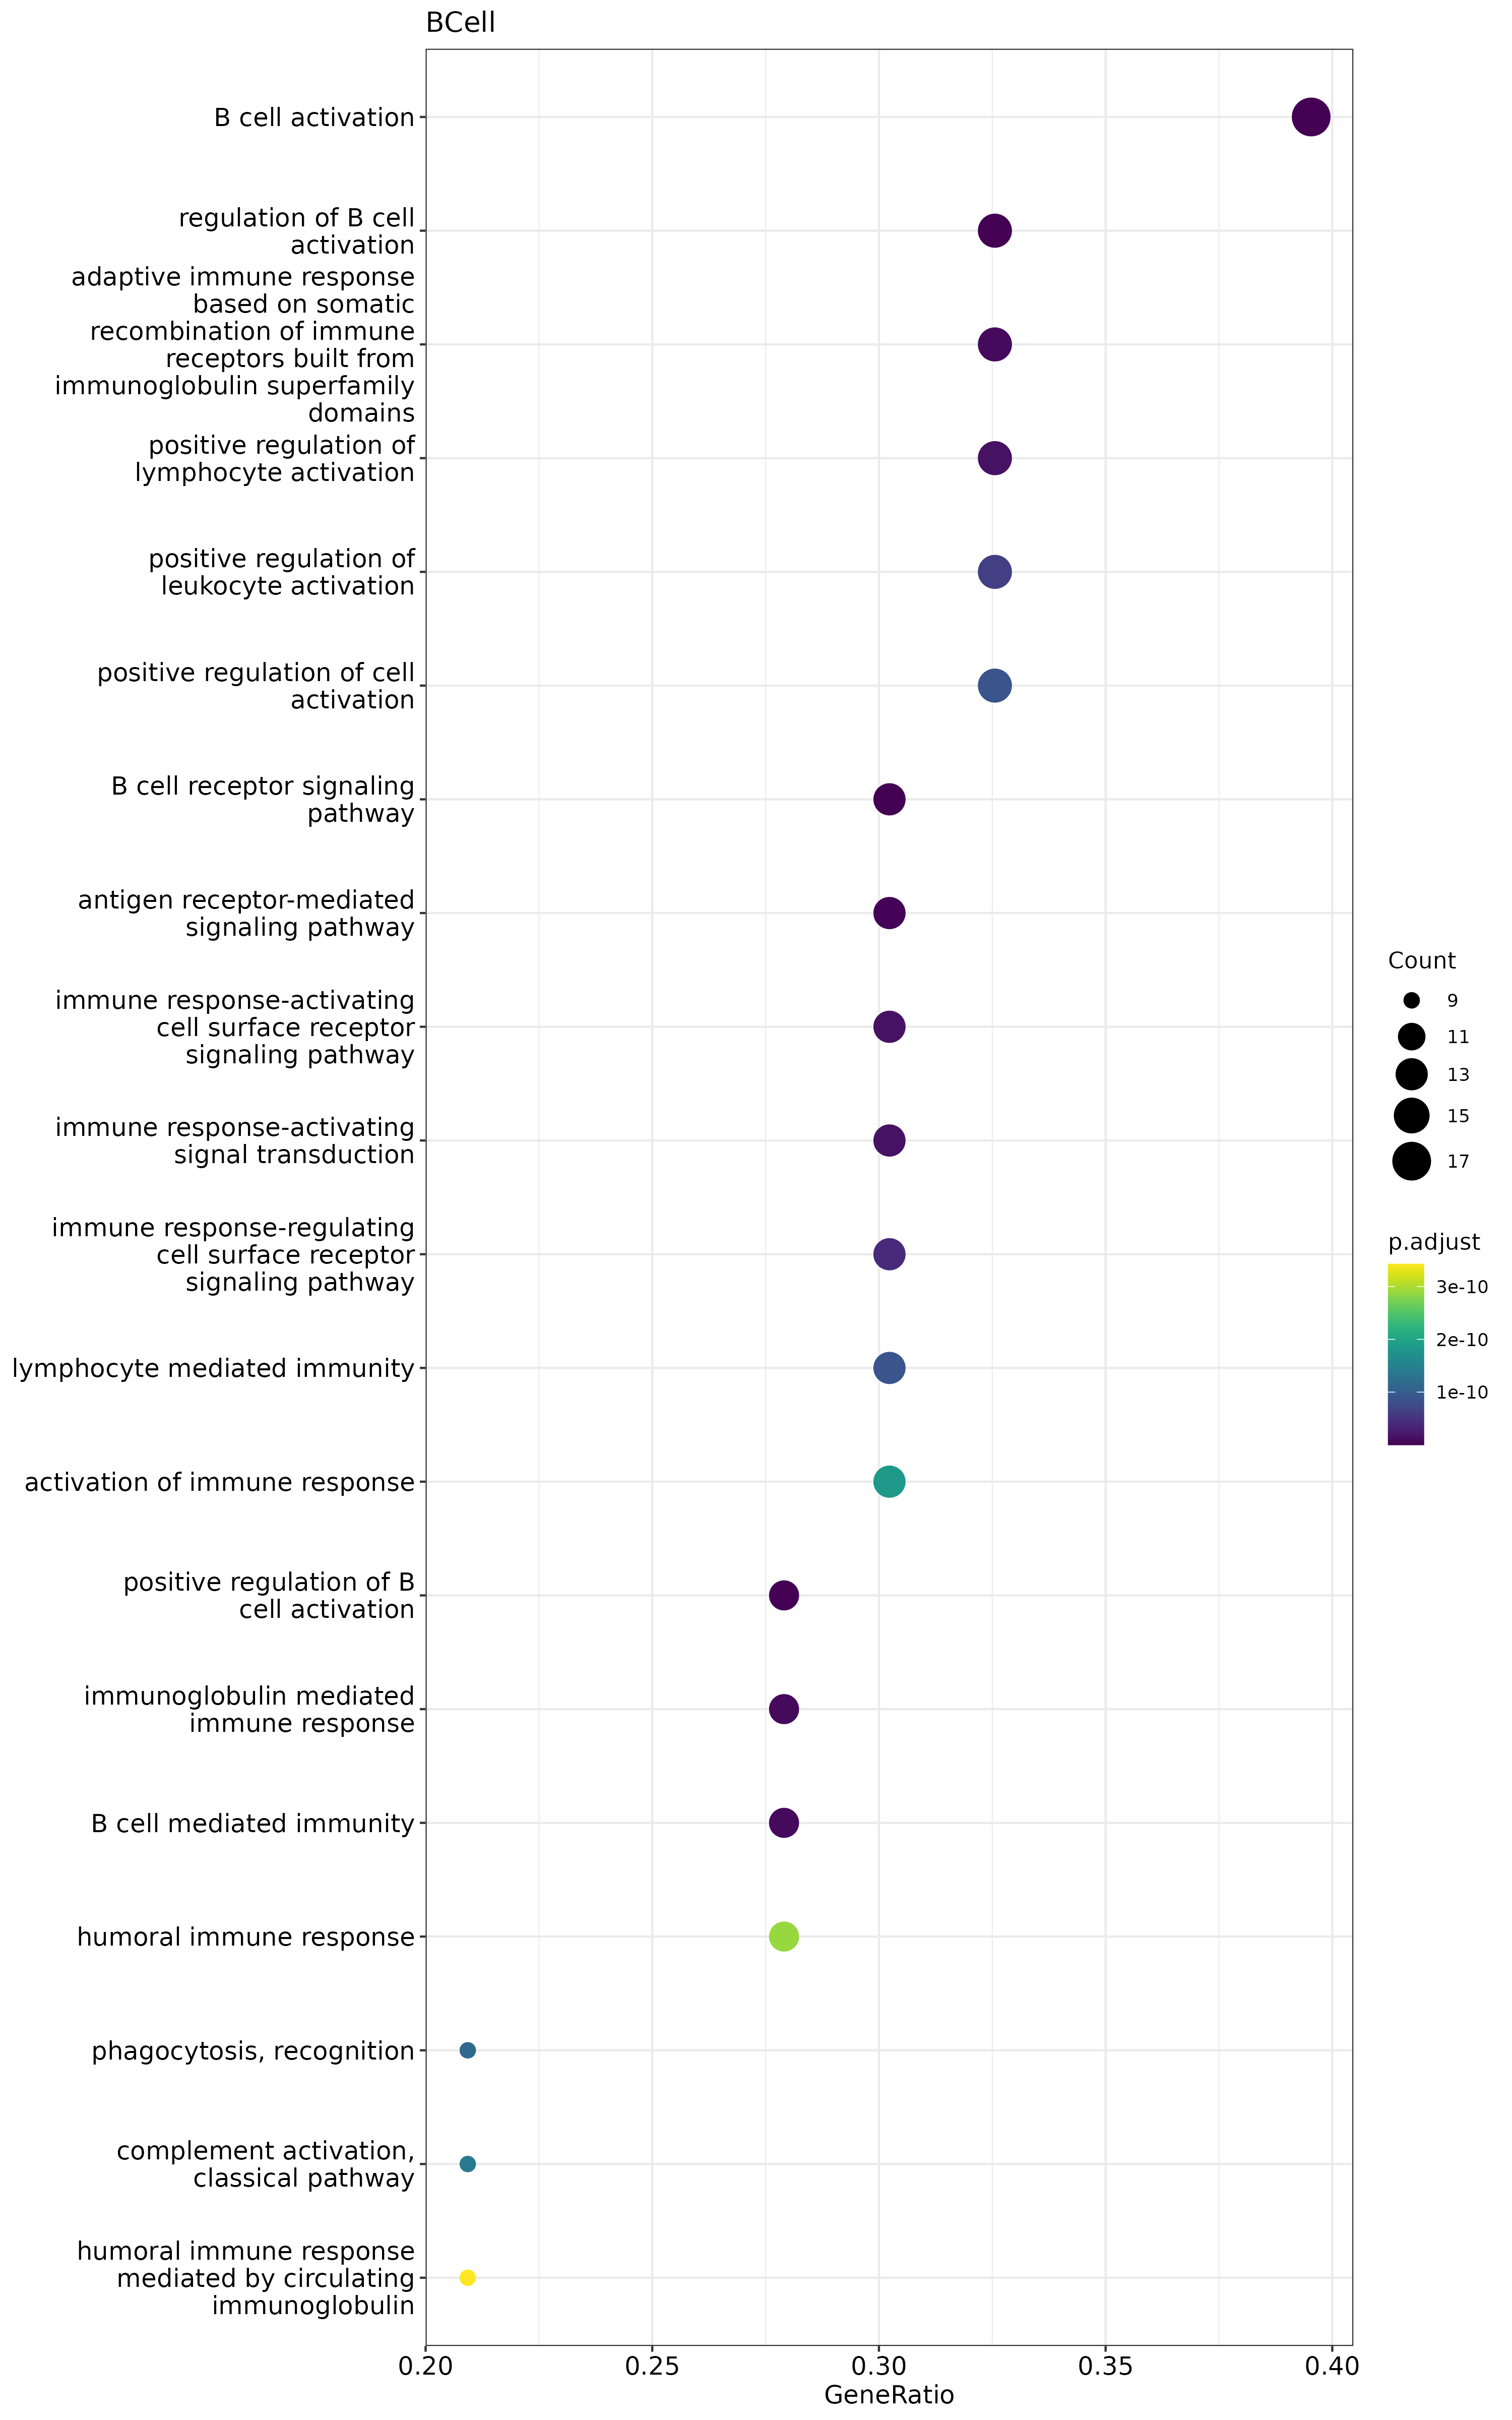 BCell
B cell activation
regulation of B cell
activation
adaptive immune response
based on somatic
recombination of immune
receptors built from
immunoglobulin superfamily
domains
positive regulation of
lymphocyte activation
positive regulation of
leukocyte activation
positive regulation of cell
activation
B cell receptor signaling
pathway
antigen receptor-mediated
signaling pathway
immune response-activating
cell surface receptor
signaling pathway
immune response-activating
signal transduction
immune response-regulating
cell surface receptor
signaling pathway
lymphocyte mediated immunity
activation of immune response
positive regulation of B
cell activation
immunoglobulin mediated
immune response
B cell mediated immunity
humoral immune response
phagocytosis, recognition
complement activation,
classical pathway
humoral immune response
mediated by circulating
immunoglobulin
0.20 0.25 0.30 0.35 0.40
GeneRatio
Count
9
11
13
15
17
p.adjust
3e-10
2e-10
1e-10